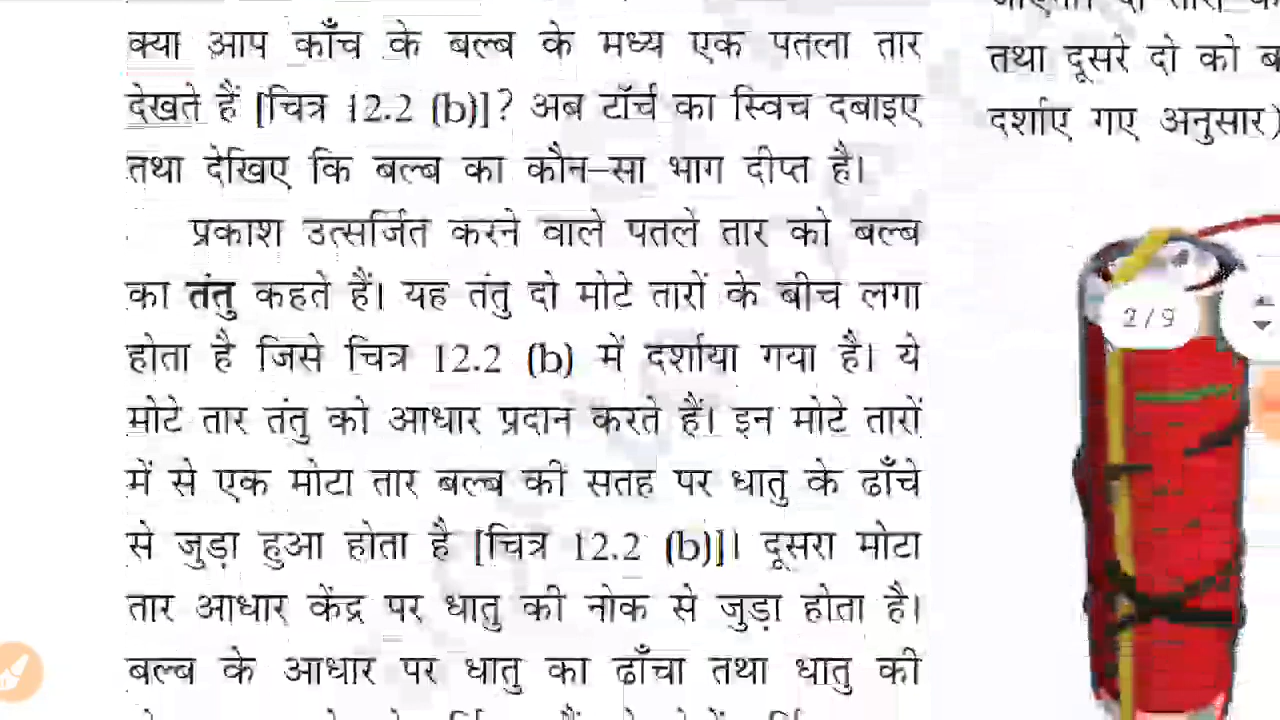 क्या आप काँच के बल्ब के मध्य एक पतला तार
देखते हैं [चित्र 12.2 (b)]? अब टॉर्च का स्विच दबाइए
तथा देखिए कि बल्ब का कौन-सा भाग दीप्त है।
प्रकाश उत्सर्जित करने वाले पतले तार को बल्ब
का तंतु कहते हैं। यह तंतु दो मोटे तारों के बीच लगा
होता है जिसे चित्र 12.2 (b) में दर्शाया गया है। ये
मोटे तार तंतु को आधार प्रदान करते हैं। इन मोटे तारों
में से एक मोटा तार बल्ब की सतह पर धातु के ढाँचे
से जुड़ा हुआ होता है [चित्र 12.2 (b)]। दूसरा मोटा
तार आधार केंद्र पर धातु की नोक से जुड़ा होता है।
बल्ब के आधार पर धातु का ढाँचा तथा धातु की
तथा दूसरे दो को
दर्शाए गए अनुसार)
2/9